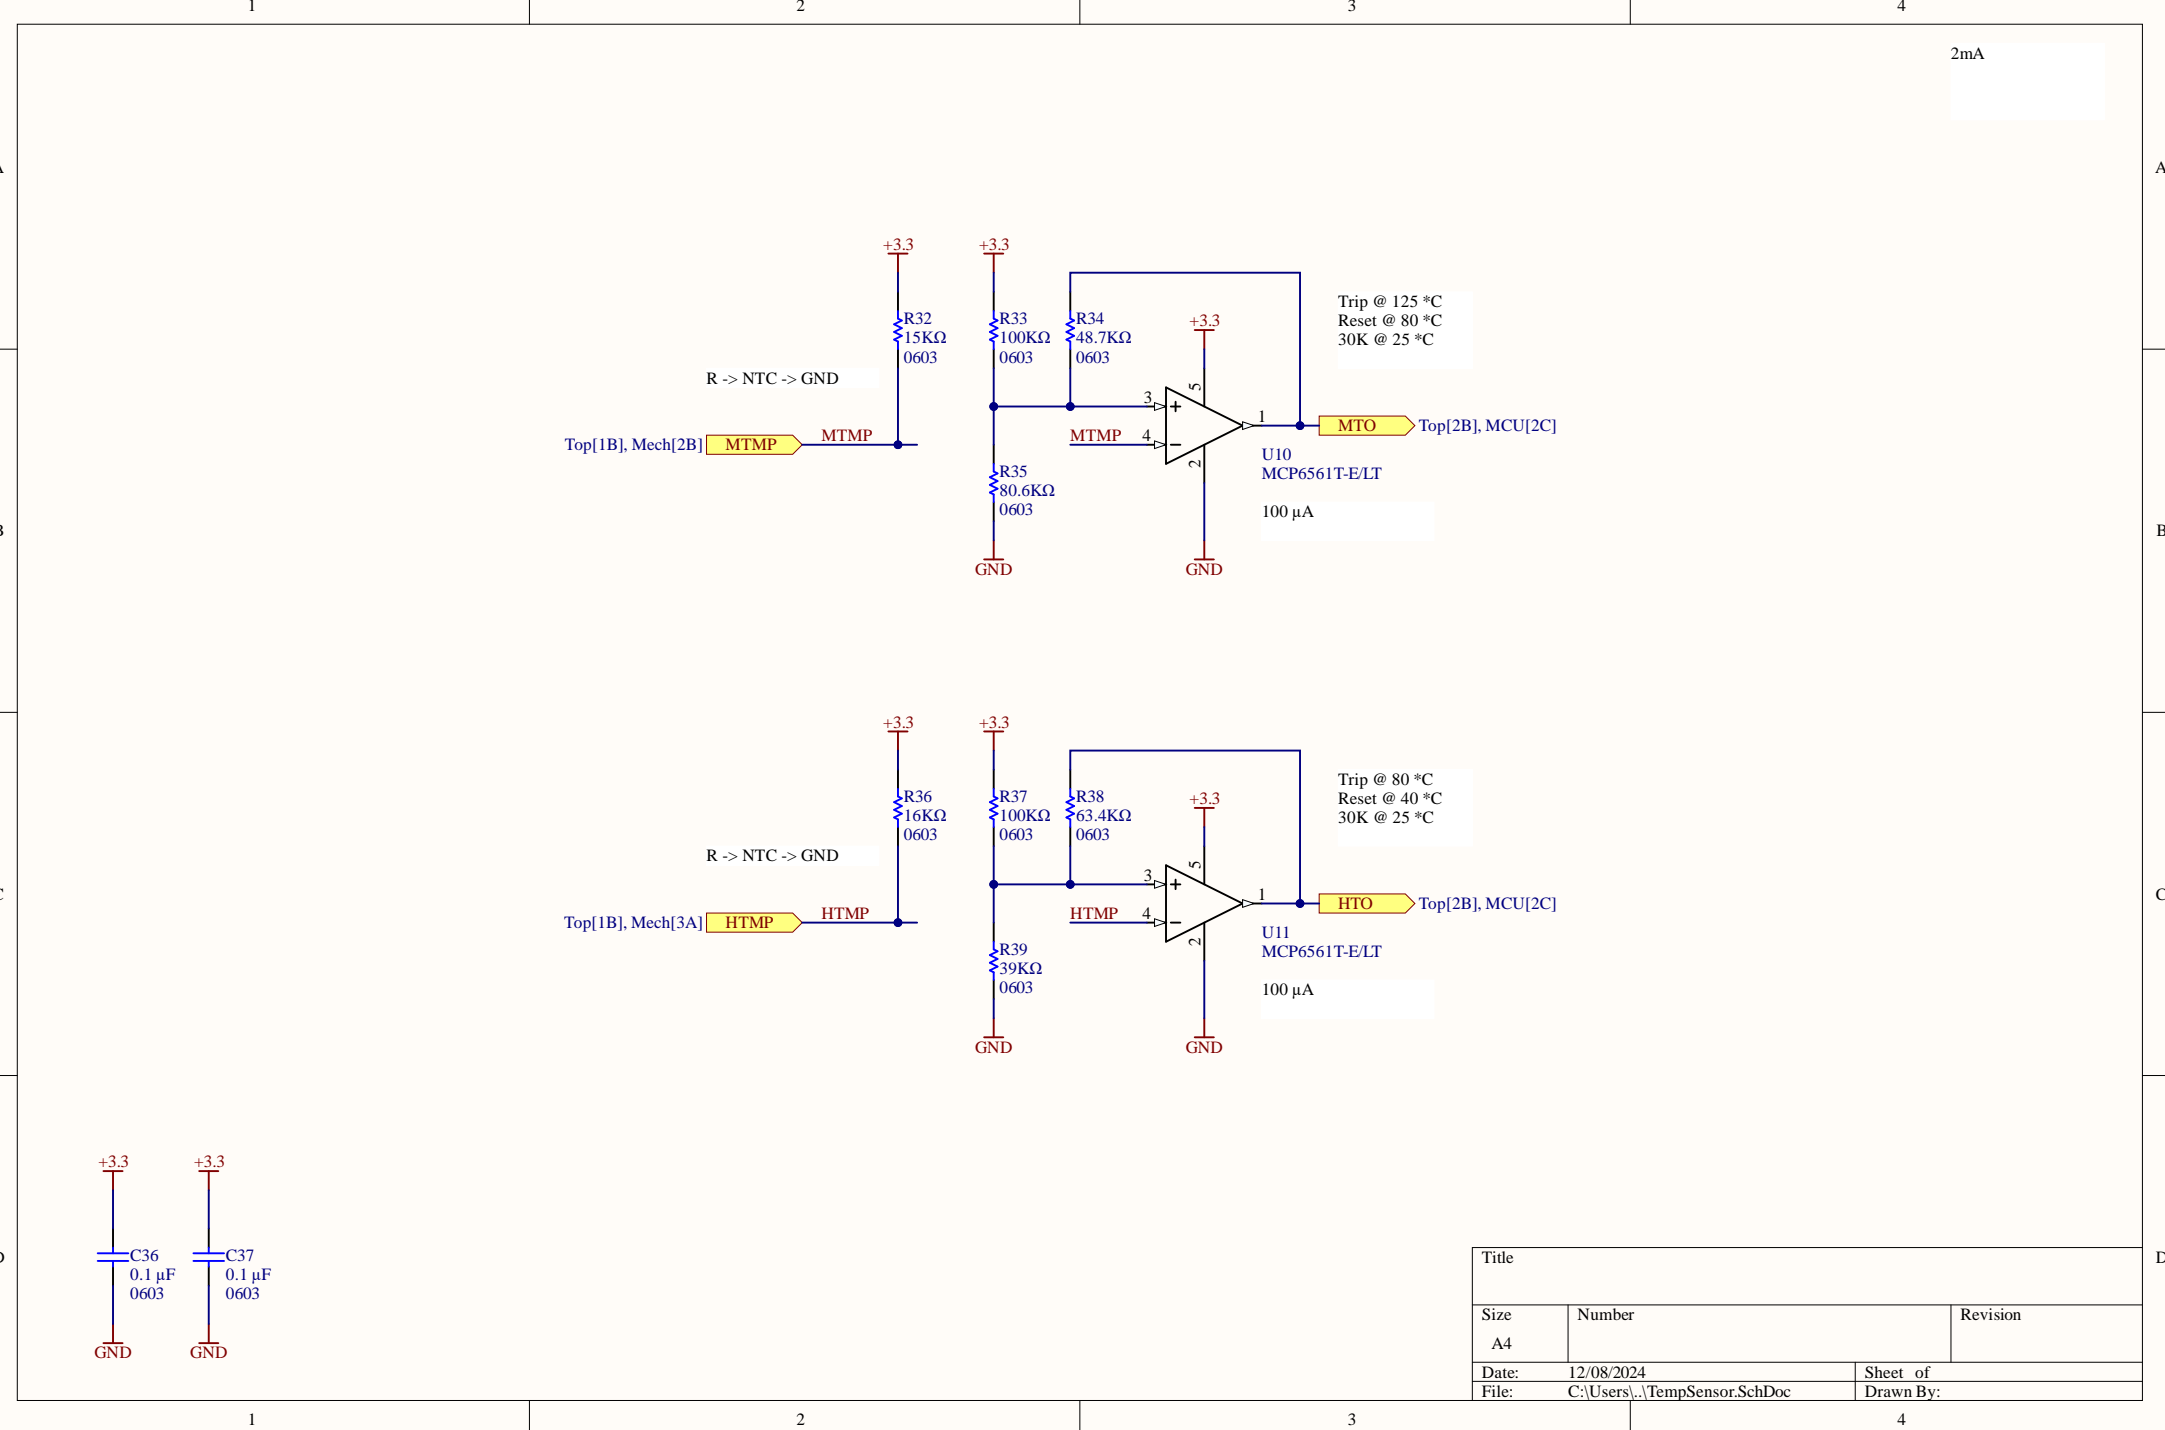 1
2
3
4
2mA
A
A
+3.3
+3.3
R32
15KΩ
0603
R33
100KΩ
0603
R34
48.7KΩ
0603
+3.3
Trip @ 125 *C
Reset @ 80 *C
30K @ 25 *C
R -> NTC -> GND
Top[1B], Mech[2B]
MTMP
MTMP
MTMP
3
4
5
2
1
MTO
Top[2B], MCU[2C]
U10
MCP6561T-E/LT
100 µA
R35
80.6KΩ
0603
GND
GND
B
B
+3.3
+3.3
R36
16KΩ
0603
R37
100KΩ
0603
R38
63.4KΩ
0603
+3.3
Trip @ 80 *C
Reset @ 40 *C
30K @ 25 *C
R -> NTC -> GND
Top[1B], Mech[3A]
HTMP
HTMP
HTMP
3
4
5
2
1
HTO
Top[2B], MCU[2C]
U11
MCP6561T-E/LT
100 µA
R39
39KΩ
0603
GND
GND
C
C
+3.3
+3.3
C36
0.1 µF
0603
C37
0.1 µF
0603
GND
GND
D
D
Title
Size
A4
Number
Revision
Date:
12/08/2024
Sheet of
File:
C:\Users\..\TempSensor.SchDoc
Drawn By:
1
2
3
4